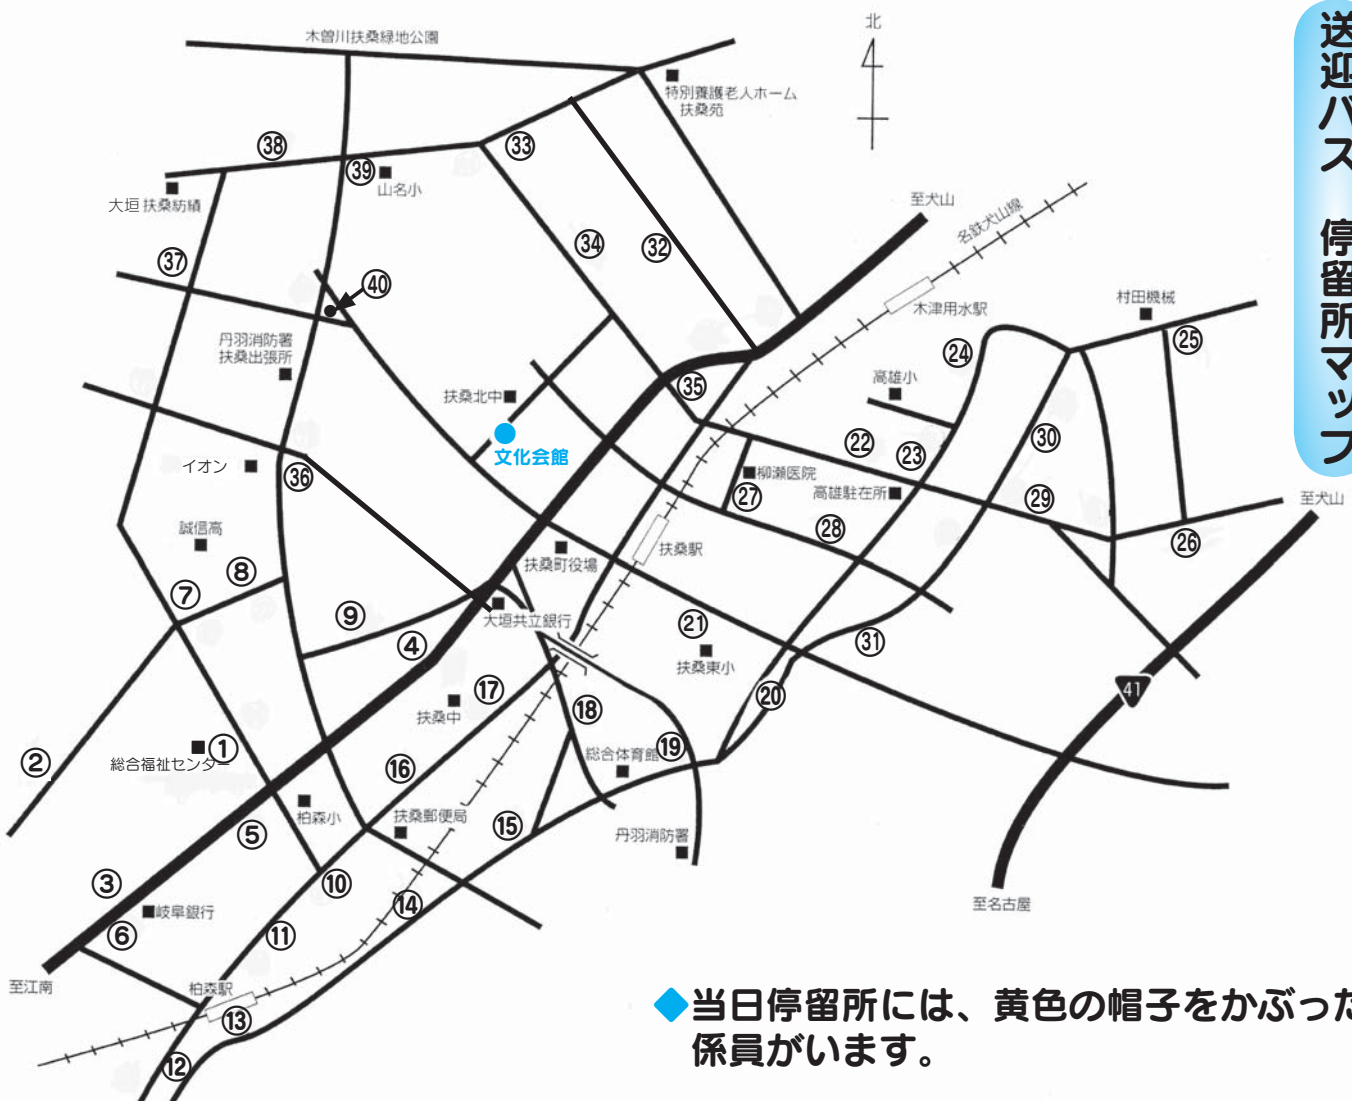 木曽川扶桑緑地公園
北
送迎バス 停留所マップ
特別養護老人ホーム
扶桑苑
㊳
㉝
㊴
山名小
大垣扶桑紡績
至犬山
名鉄犬山線
㊲
㉞
㉜
㊵
木津用水駅
村田機械
㉕
丹羽消防署
扶桑出張所
㉔
高雄小
㉟
扶桑北中
文化会館
㉒
㉓
㉚
イオン
㊱
柳瀬医院
高雄駐在所
㉗
㉙
至犬山
誠信高
㉘
㉖
扶桑町役場
扶桑駅
⑧
⑦
⑨
大垣共立銀行
④
㉑
扶桑東小
㉛
41
⑰
扶桑中
⑳
⑱
①
総合福祉センター
②
⑲
総合体育館
⑯
柏森小
扶桑郵便局
⑤
⑮
丹羽消防署
③
⑩
岐阜銀行
⑭
至名古屋
⑥
⑪
至江南
柏森駅
⑬
⑫
◆当日停留所には、黄色の帽子をかぶった
係員がいます。